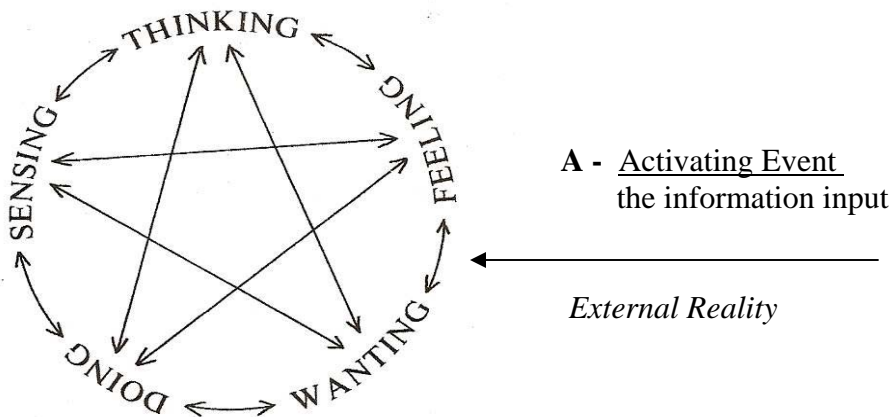 THINKING
FEELING
SENSING
WANTING
DOING
A - Activating Event
the information input
External Reality